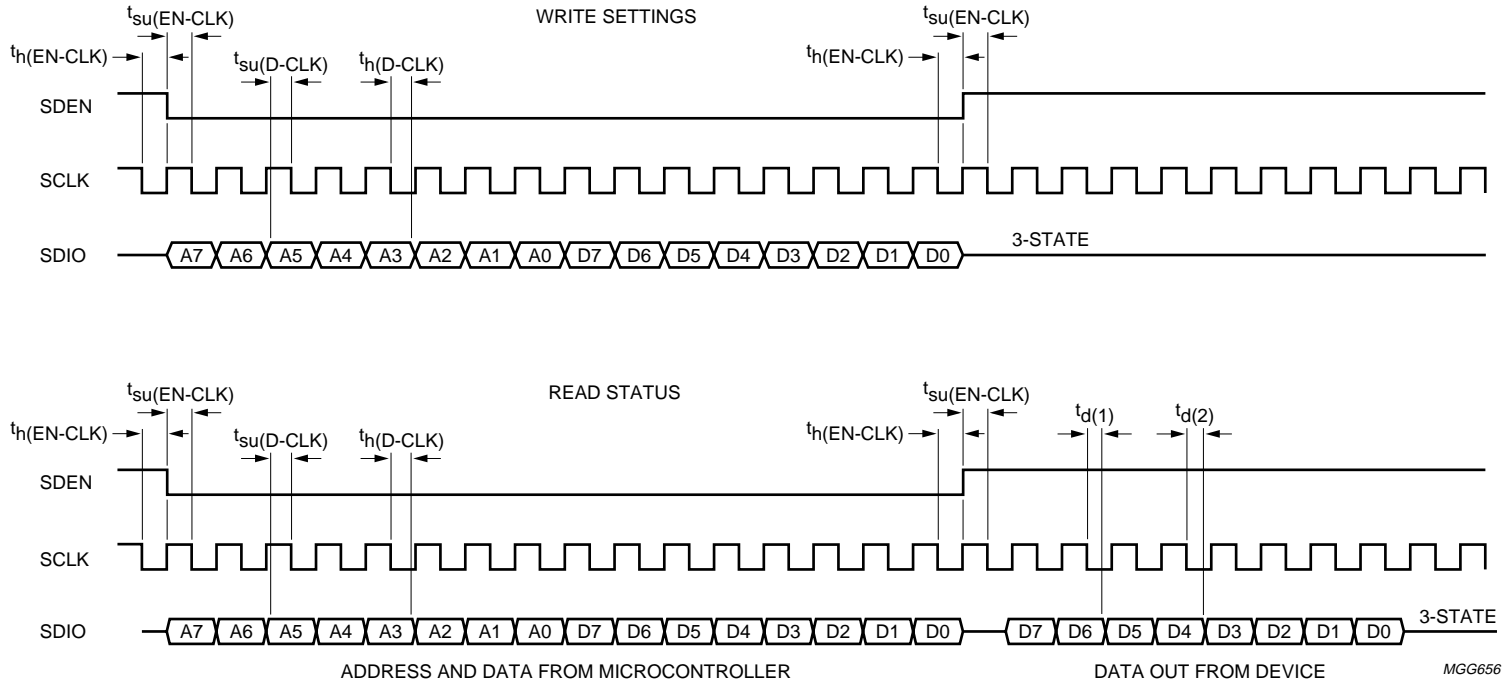 WRITE SETTINGS
tsu(EN-CLK) tsu(EN-CLK)
th(EN-CLK) tsu(D-CLK) th(D-CLK) th(EN-CLK)
SDEN
SCLK
SDIO A7 A6 A5 A4 A3 A2 A1 A0 D7 D6 D5 D4 D3 D2 D1 D0 3-STATE
READ STATUS
tsu(EN-CLK) tsu(EN-CLK)
th(EN-CLK) tsu(D-CLK) th(D-CLK) th(EN-CLK) td(1) td(2)
SDEN
SCLK
SDIO A7 A6 A5 A4 A3 A2 A1 A0 D7 D6 D5 D4 D3 D2 D1 D0 D7 D6 D5 D4 D3 D2 D1 D0 3-STATE
ADDRESS AND DATA FROM MICROCONTROLLER DATA OUT FROM DEVICE MGG656